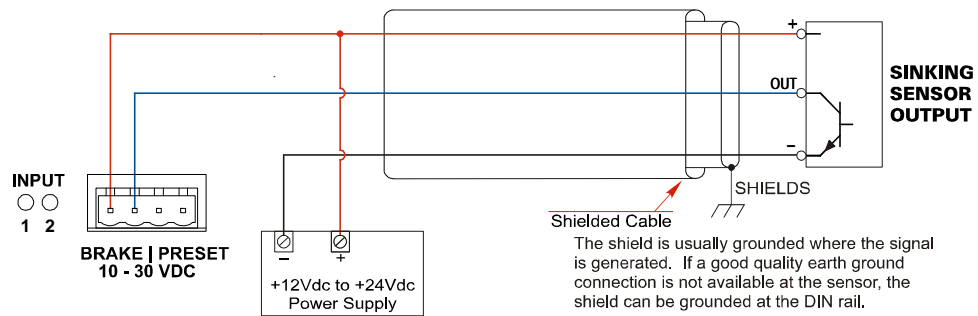 +
SINKING
SENSOR
OUTPUT
OUT
–
INPUT
1 2
BRAKE | PRESET
10 - 30 VDC
– +
+12Vdc to +24Vdc
Power Supply
SHIELDS
Shielded Cable
The shield is usually grounded where the signal
is generated. If a good quality earth ground
connection is not available at the sensor, the
shield can be grounded at the DIN rail.